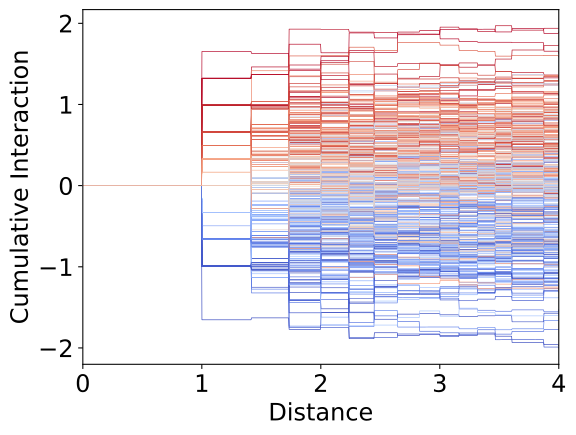 Cumulative Interaction
2
1
0
−1
−2
0 1 2 3 4
Distance